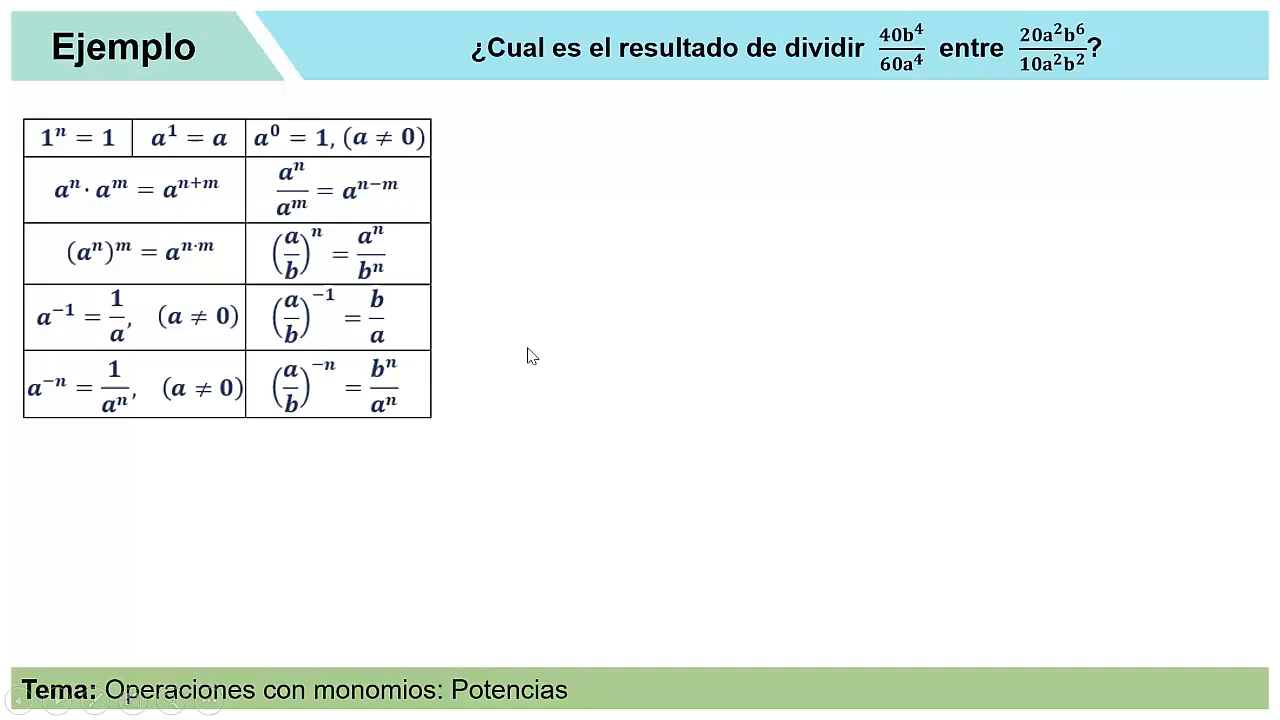 Ejemplo
¿Cual es el resultado de dividir 40b⁴/60a⁴ entre 20a²b⁶/10a²b²?
1ⁿ = 1 a¹ = a a⁰ = 1, (a ≠ 0)
aⁿ · aᵐ = aⁿ⁺ᵐ aⁿ/aᵐ = aⁿ⁻ᵐ
(aⁿ)ᵐ = aⁿ·ᵐ (a/b)ⁿ = aⁿ/bⁿ
a⁻¹ = 1/a, (a ≠ 0) (a/b)⁻¹ = b/a
a⁻ⁿ = 1/aⁿ, (a ≠ 0) (a/b)⁻ⁿ = bⁿ/aⁿ
Tema: Operaciones con monomios: Potencias